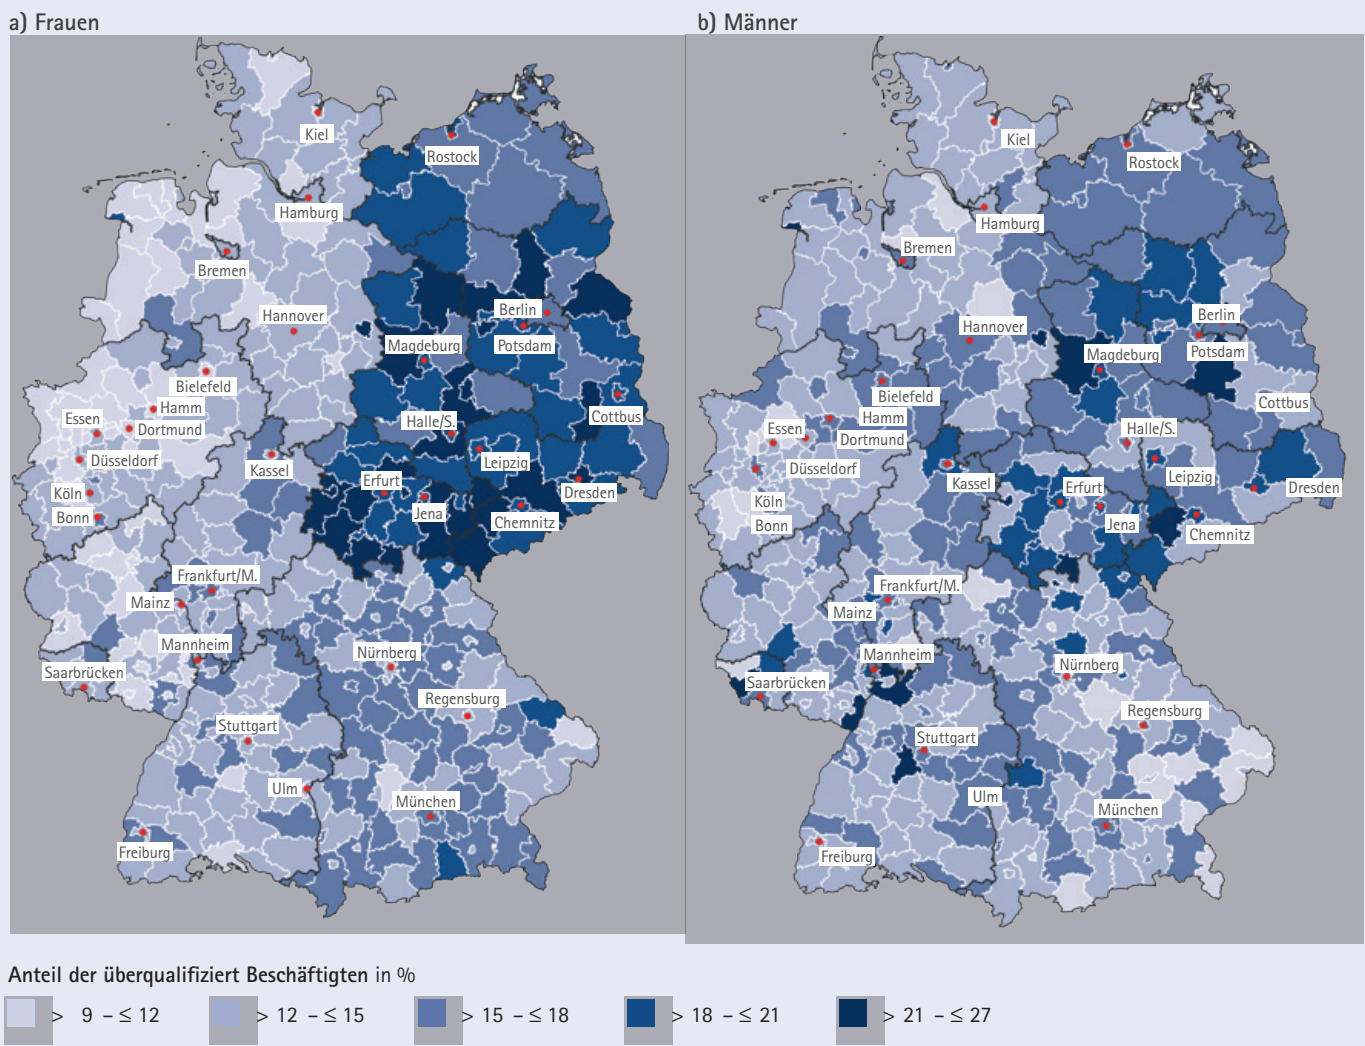 a) Frauen
b) Männer
Kiel
Rostock
Hamburg
Bremen
Hannover
Berlin
Magdeburg
Potsdam
Bielefeld
Hamm
Essen
Dortmund
Halle/S.
Cottbus
Düsseldorf
Kassel
Leipzig
Köln
Erfurt
Dresden
Bonn
Jena
Chemnitz
Frankfurt/M.
Mainz
Mannheim
Nürnberg
Saarbrücken
Regensburg
Stuttgart
Ulm
München
Freiburg
Kiel
Rostock
Hamburg
Bremen
Hannover
Berlin
Magdeburg
Potsdam
Bielefeld
Cottbus
Hamm
Essen
Dortmund
Halle/S.
Düsseldorf
Leipzig
Kassel
Erfurt
Dresden
Köln
Bonn
Jena
Chemnitz
Frankfurt/M.
Mainz
Mannheim
Nürnberg
Saarbrücken
Regensburg
Stuttgart
Ulm
München
Freiburg
Anteil der überqualifiziert Beschäftigten in %
> 9 – ≤ 12
> 12 – ≤ 15
> 15 – ≤ 18
> 18 – ≤ 21
> 21 – ≤ 27